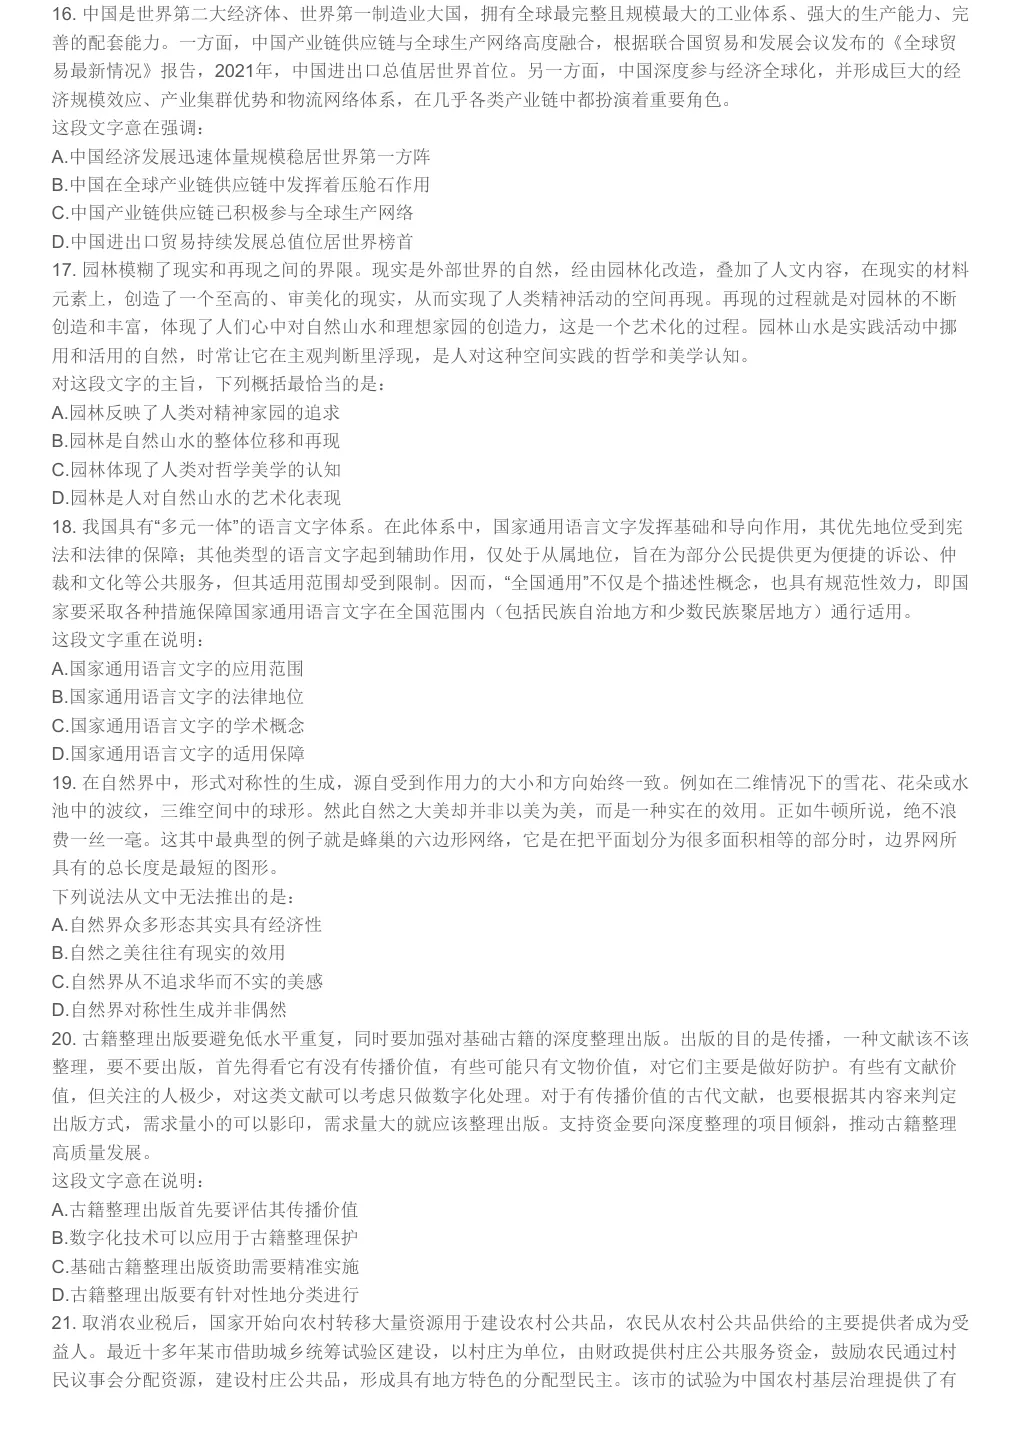 16. 中国是世界第二大经济体、世界第一制造业大国，拥有全球最完整且规模最大的工业体系、强大的生产能力、完
善的配套能力。一方面，中国产业链供应链与全球生产网络高度融合，根据联合国贸易和发展会议发布的《全球贸
易最新情况》报告，2021年，中国进出口总值居世界首位。另一方面，中国深度参与经济全球化，并形成巨大的经
济规模效应、产业集群优势和物流网络体系，在几乎各类产业链中都扮演着重要角色。
这段文字意在强调：
A.中国经济发展迅速体量规模稳居世界第一方阵
B.中国在全球产业链供应链中发挥着压舱石作用
C.中国产业链供应链已积极参与全球生产网络
D.中国进出口贸易持续发展总值位居世界榜首
17. 园林模糊了现实和再现之间的界限。现实是外部世界的自然，经由园林化改造，叠加了人文内容，在现实的材料
元素上，创造了一个至高的、审美化的现实，从而实现了人类精神活动的空间再现。再现的过程就是对园林的不断
创造和丰富，体现了人们心中对自然山水和理想家园的创造力，这是一个艺术化的过程。园林山水是实践活动中挪
用和活用的自然，时常让它在主观判断里浮现，是人对这种空间实践的哲学和美学认知。
对这段文字的主旨，下列概括最恰当的是：
A.园林反映了人类对精神家园的追求
B.园林是自然山水的整体位移和再现
C.园林体现了人类对哲学美学的认知
D.园林是人对自然山水的艺术化表现
18. 我国具有“多元一体”的语言文字体系。在此体系中，国家通用语言文字发挥基础和导向作用，其优先地位受到宪
法和法律的保障；其他类型的语言文字起到辅助作用，仅处于从属地位，旨在为部分公民提供更为便捷的诉讼、仲
裁和文化等公共服务，但其适用范围却受到限制。因而，“全国通用”不仅是个描述性概念，也具有规范性效力，即国
家要采取各种措施保障国家通用语言文字在全国范围内（包括民族自治地方和少数民族聚居地方）通行适用。
这段文字重在说明：
A.国家通用语言文字的应用范围
B.国家通用语言文字的法律地位
C.国家通用语言文字的学术概念
D.国家通用语言文字的适用保障
19. 在自然界中，形式对称性的生成，源自受到作用力的大小和方向始终一致。例如在二维情况下的雪花、花朵或水
池中的波纹，三维空间中的球形。然此自然之大美却并非以美为美，而是一种实在的效用。正如牛顿所说，绝不浪
费一丝一毫。这其中最典型的例子就是蜂巢的六边形网络，它是在把平面划分为很多面积相等的部分时，边界网所
具有的总长度是最短的图形。
下列说法从文中无法推出的是：
A.自然界众多形态其实具有经济性
B.自然之美往往有现实的效用
C.自然界从不追求华而不实的美感
D.自然界对称性生成并非偶然
20. 古籍整理出版要避免低水平重复，同时要加强对基础古籍的深度整理出版。出版的目的是传播，一种文献该不该
整理，要不要出版，首先得看它有没有传播价值，有些可能只有文物价值，对它们主要是做好防护。有些有文献价
值，但关注的人极少，对这类文献可以考虑只做数字化处理。对于有传播价值的古代文献，也要根据其内容来判定
出版方式，需求量小的可以影印，需求量大的就应该整理出版。支持资金要向深度整理的项目倾斜，推动古籍整理
高质量发展。
这段文字意在说明：
A.古籍整理出版首先要评估其传播价值
B.数字化技术可以应用于古籍整理保护
C.基础古籍整理出版资助需要精准实施
D.古籍整理出版要有针对性地分类进行
21. 取消农业税后，国家开始向农村转移大量资源用于建设农村公共品，农民从农村公共品供给的主要提供者成为受
益人。最近十多年某市借助城乡统筹试验区建设，以村庄为单位，由财政提供村庄公共服务资金，鼓励农民通过村
民议事会分配资源，建设村庄公共品，形成具有地方特色的分配型民主。该市的试验为中国农村基层治理提供了有